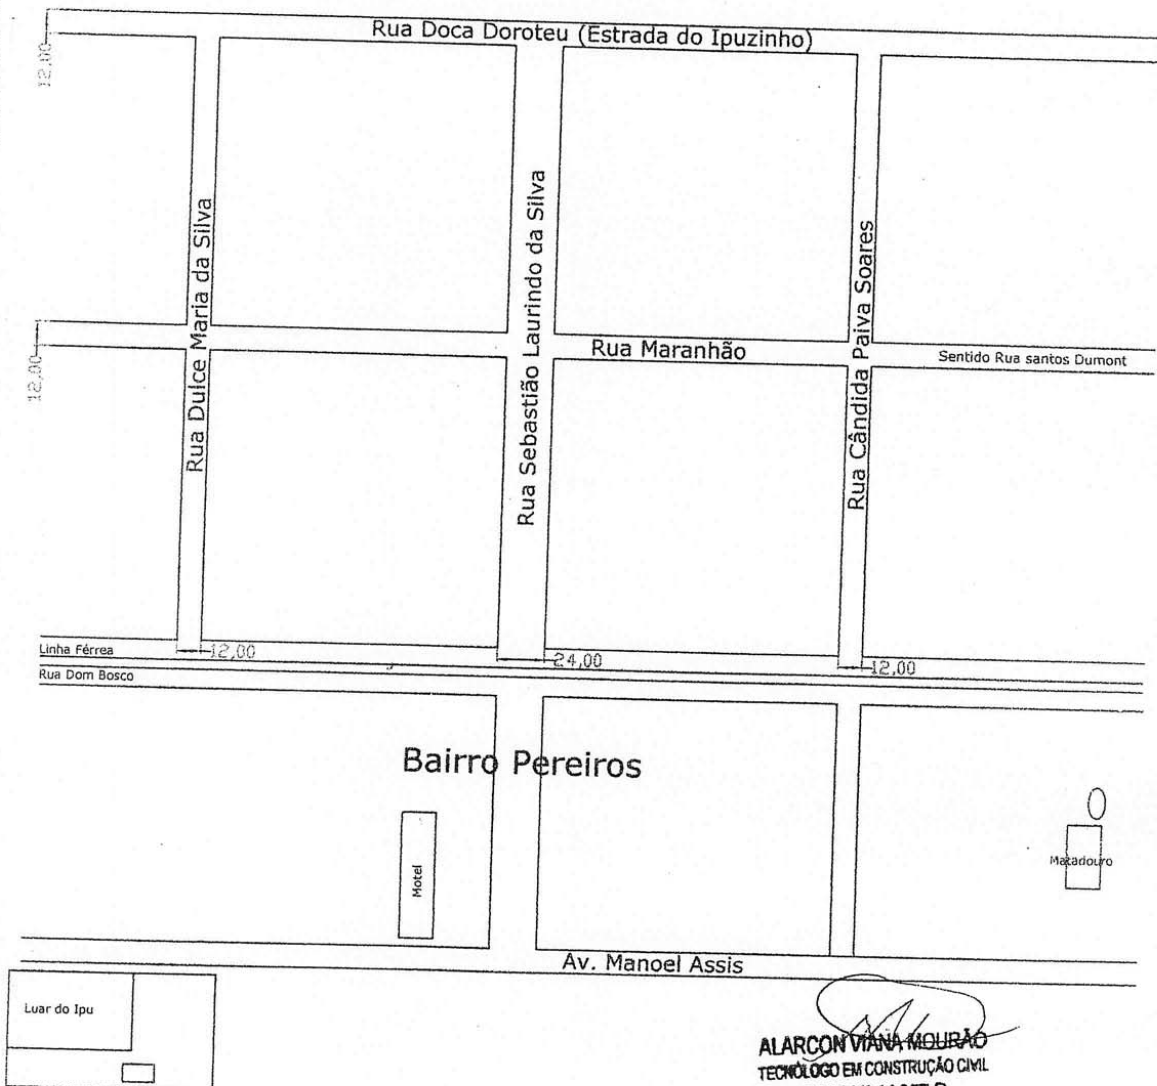 Rua Doca Doroteu (Estrada do Ipuzinho)
12,00
Rua Dulce Maria da Silva
Rua Sebastião Laurindo da Silva
Rua Cândida Paiva Soares
12,00
Rua Maranhão
Sentido Rua santos Dumont
Linha Férrea
12,00
24,00
12,00
Rua Dom Bosco
Bairro Pereiros
Motel
Matadouro
Av. Manoel Assis
Luar do Ipu
ALARCON VIANA MOURÃO
TECNÓLOGO EM CONSTRUÇÃO CIVIL